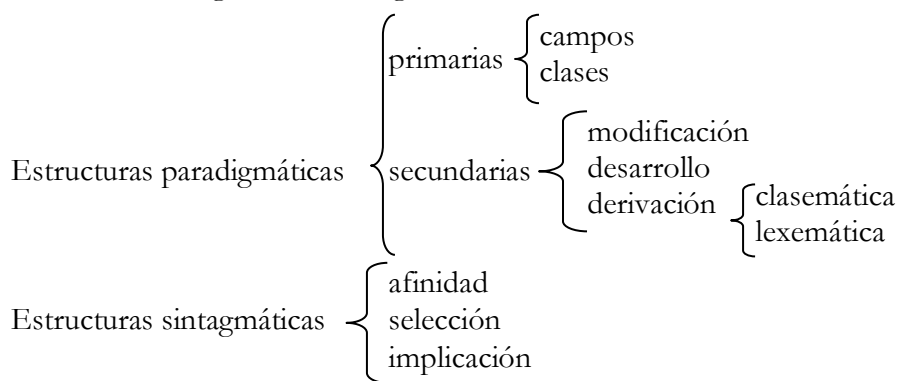 campos
primarias
clases
modificación
Estructuras paradigmáticas
secundarias
desarrollo
derivación
clasemática
lexemática
afinidad
Estructuras sintagmáticas
selección
implicación